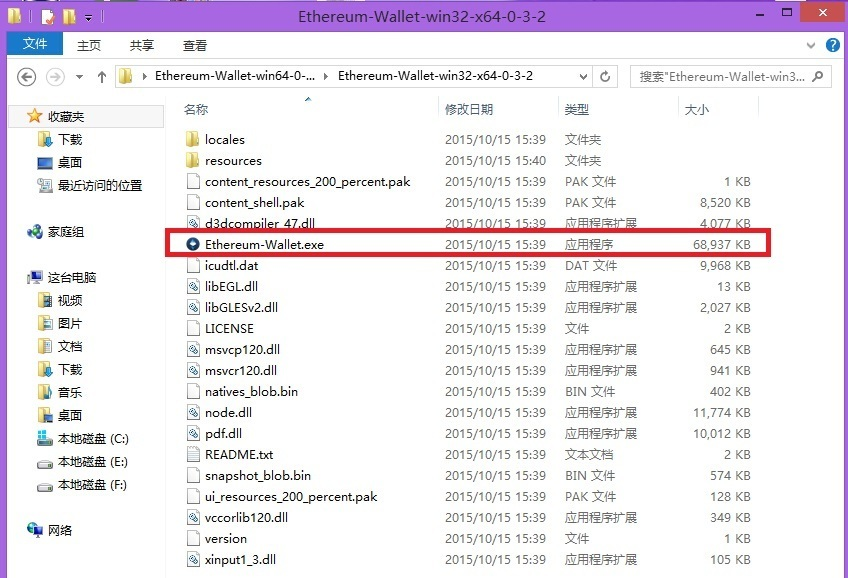 Ethereum-Wallet-win32-x64-0-3-2
文件 主页 共享 查看
Ethereum-Wallet-win64-0-... Ethereum-Wallet-win32-x64-0-3-2 搜索"Ethereum-Wallet-win3...
收藏夹
下载
桌面
最近访问的位置
家庭组
这台电脑
视频
图片
文档
下载
音乐
桌面
本地磁盘 (C:)
本地磁盘 (E:)
本地磁盘 (F:)
网络
名称 修改日期 类型 大小
locales 2015/10/15 15:39 文件夹
resources 2015/10/15 15:40 文件夹
content_resources_200_percent.pak 2015/10/15 15:39 PAK 文件 1 KB
content_shell.pak 2015/10/15 15:39 PAK 文件 8,520 KB
d3dcompiler_47.dll 2015/10/15 15:39 应用程序扩展 4,077 KB
Ethereum-Wallet.exe 2015/10/15 15:39 应用程序 68,937 KB
icudtl.dat 2015/10/15 15:39 DAT 文件 9,968 KB
libEGL.dll 2015/10/15 15:39 应用程序扩展 13 KB
libGLESv2.dll 2015/10/15 15:39 应用程序扩展 2,027 KB
LICENSE 2015/10/15 15:39 文件 2 KB
msvcp120.dll 2015/10/15 15:39 应用程序扩展 645 KB
msvcr120.dll 2015/10/15 15:39 应用程序扩展 941 KB
natives_blob.bin 2015/10/15 15:39 BIN 文件 402 KB
node.dll 2015/10/15 15:39 应用程序扩展 11,774 KB
pdf.dll 2015/10/15 15:39 应用程序扩展 10,012 KB
README.txt 2015/10/15 15:39 文本文档 2 KB
snapshot_blob.bin 2015/10/15 15:39 BIN 文件 574 KB
ui_resources_200_percent.pak 2015/10/15 15:39 PAK 文件 128 KB
vccorlib120.dll 2015/10/15 15:39 应用程序扩展 349 KB
version 2015/10/15 15:39 文件 1 KB
xinput1_3.dll 2015/10/15 15:39 应用程序扩展 105 KB